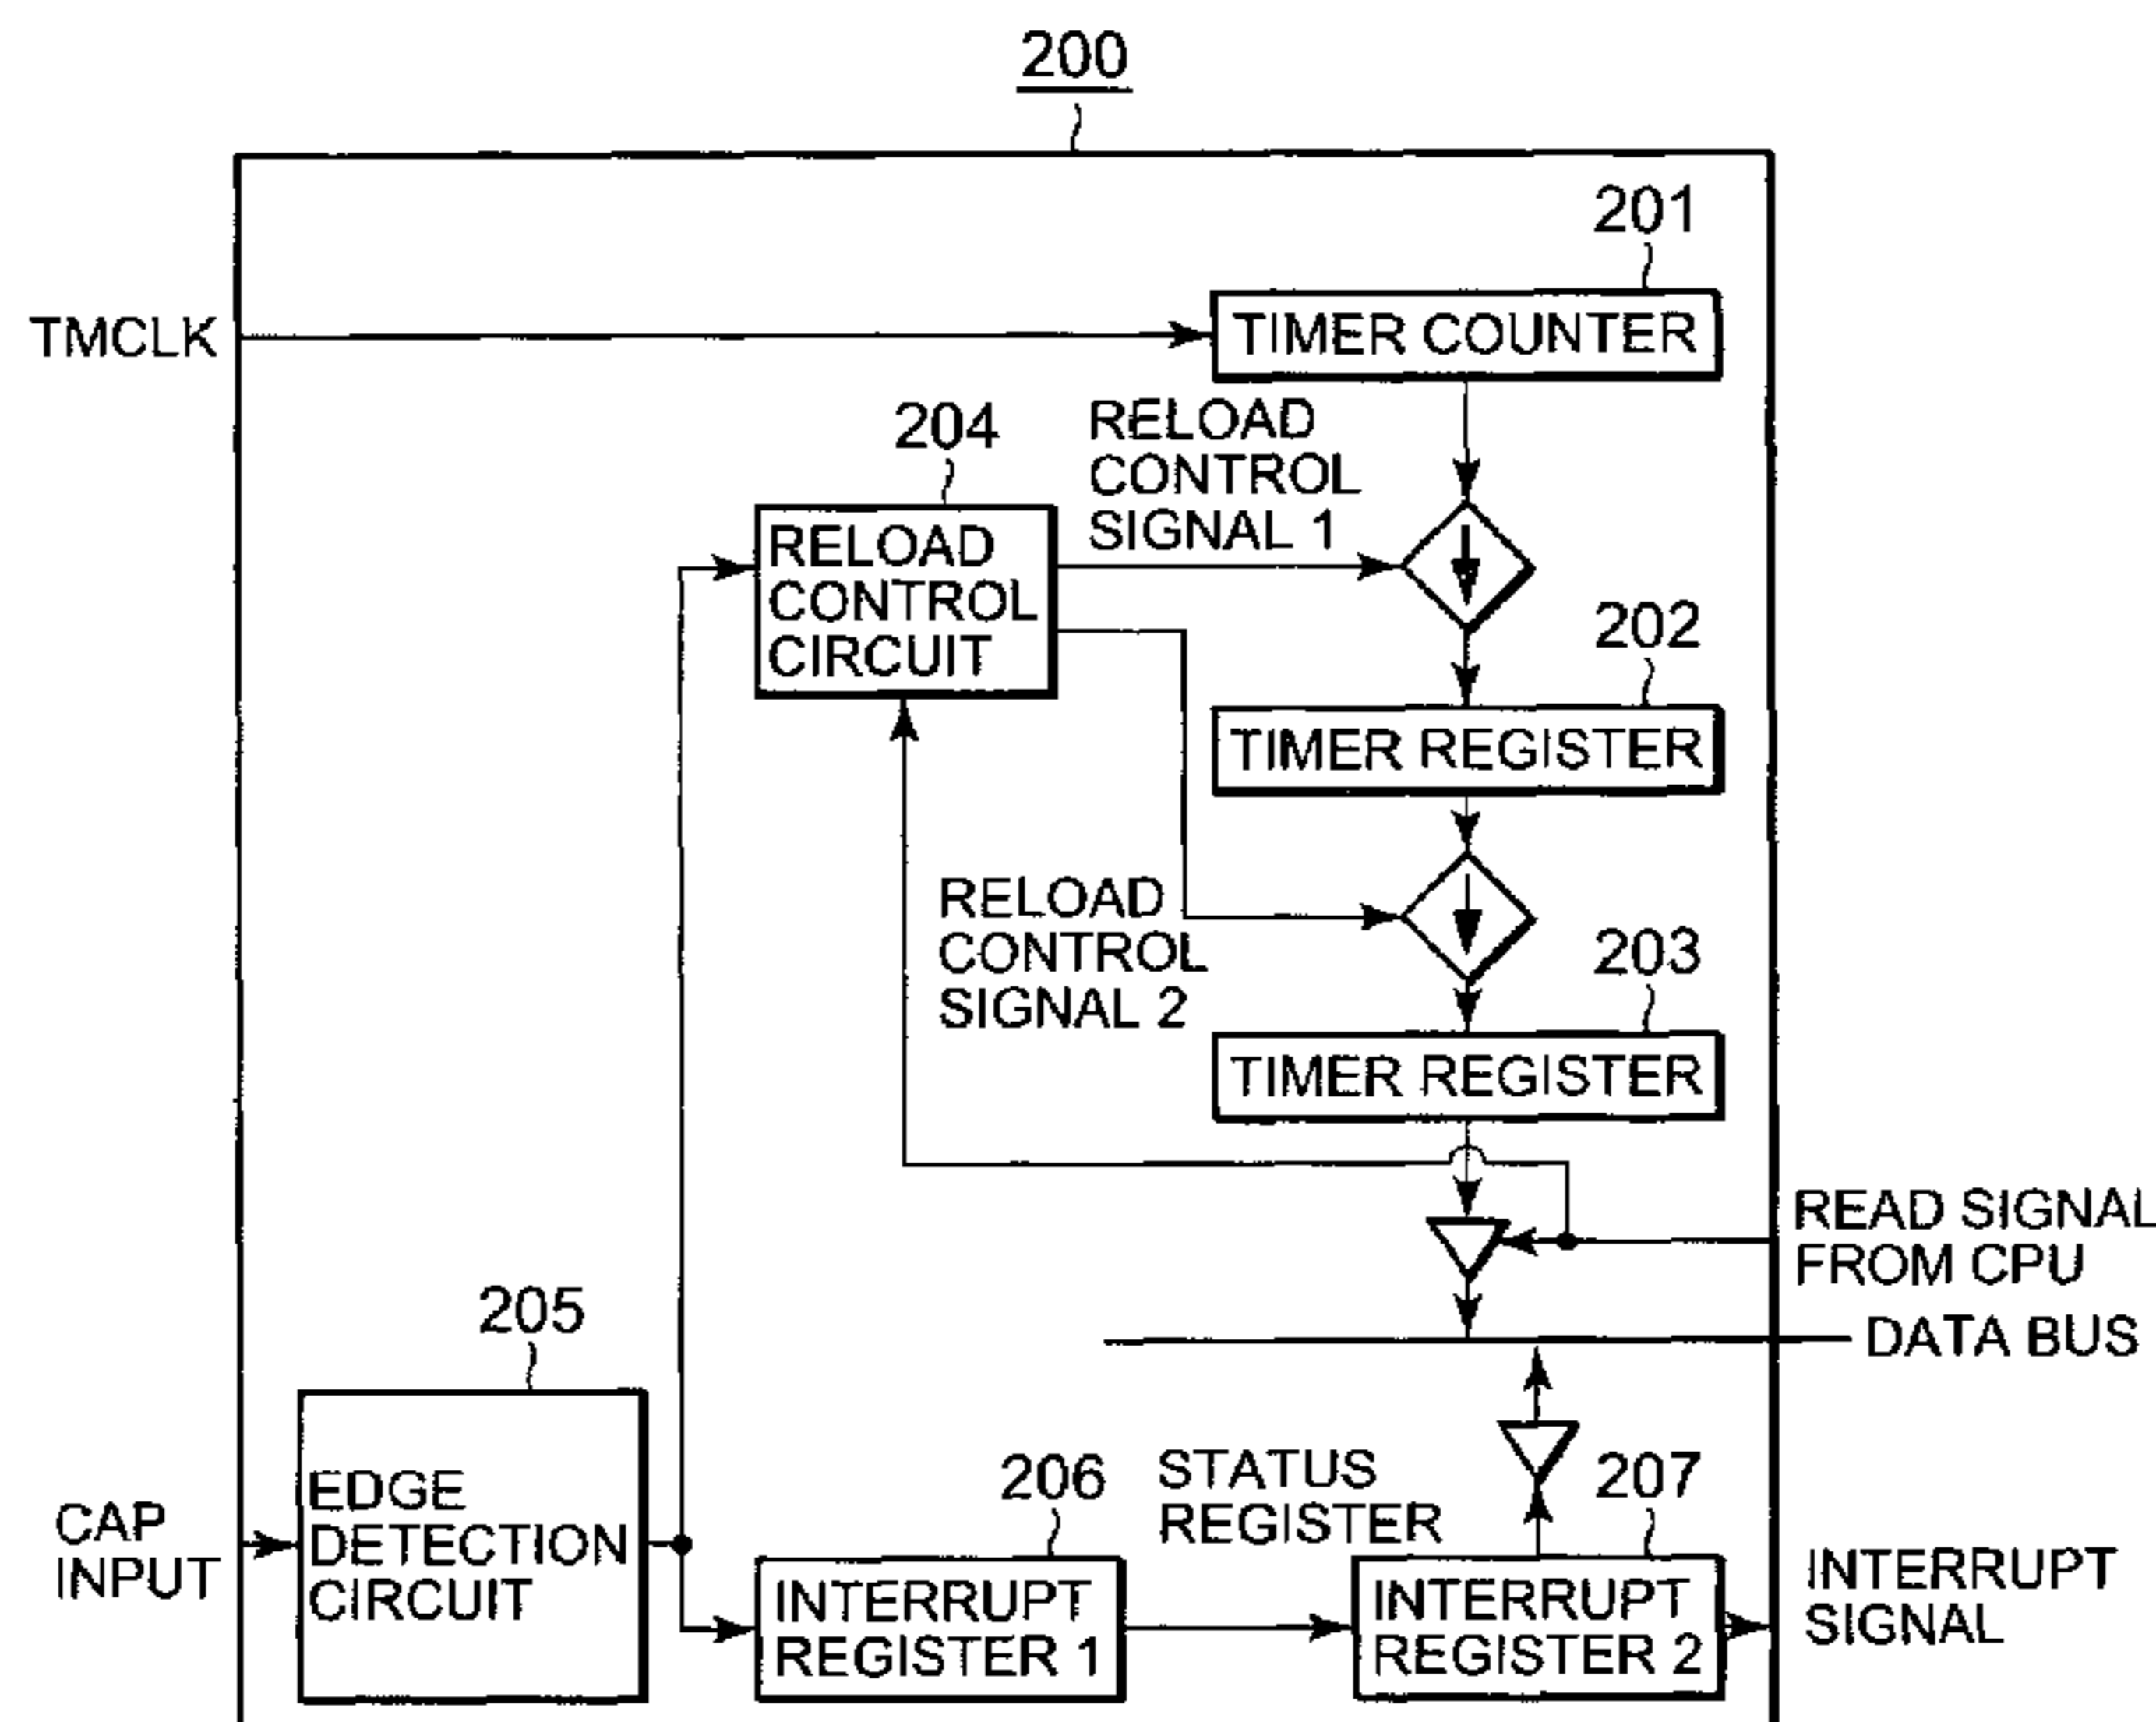 200
201
TMCLK
TIMER COUNTER
204
RELOAD
CONTROL
SIGNAL 1
RELOAD
CONTROL
CIRCUIT
202
TIMER REGISTER
RELOAD
CONTROL
SIGNAL 2
203
TIMER REGISTER
READ SIGNAL
FROM CPU
DATA BUS
205
EDGE
DETECTION
CIRCUIT
CAP
INPUT
206
STATUS
REGISTER
207
INTERRUPT
REGISTER 1
INTERRUPT
REGISTER 2
INTERRUPT
SIGNAL